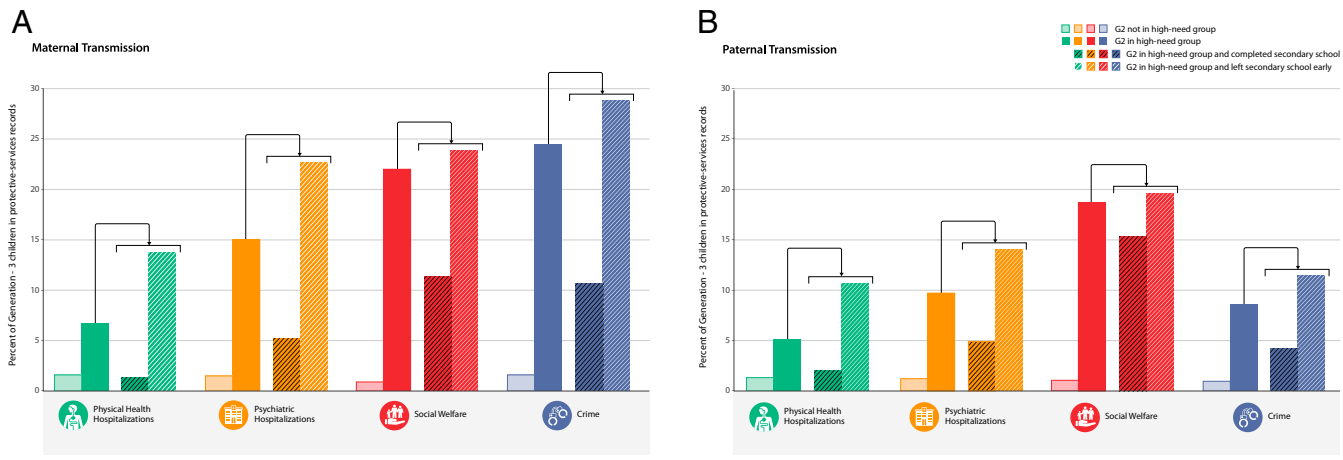 A
Maternal Transmission
Percent of Generation - 3 children in protective-services records
30
25
20
15
10
5
0
Physical Health
Hospitalizations
Psychiatric
Hospitalizations
Social Welfare
Crime
B
Paternal Transmission
G2 not in high-need group
G2 in high-need group
G2 in high-need group and completed secondary school
G2 in high-need group and left secondary school early
Percent of Generation - 3 children in protective-services records
30
25
20
15
10
5
0
Physical Health
Hospitalizations
Psychiatric
Hospitalizations
Social Welfare
Crime